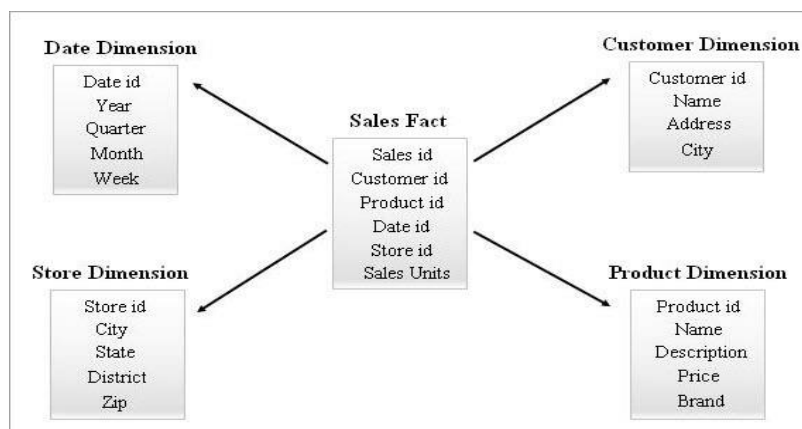 Date Dimension
Date id
Year
Quarter
Month
Week
Customer Dimension
Customer id
Name
Address
City
Sales Fact
Sales id
Customer id
Product id
Date id
Store id
Sales Units
Store Dimension
Store id
City
State
District
Zip
Product Dimension
Product id
Name
Description
Price
Brand